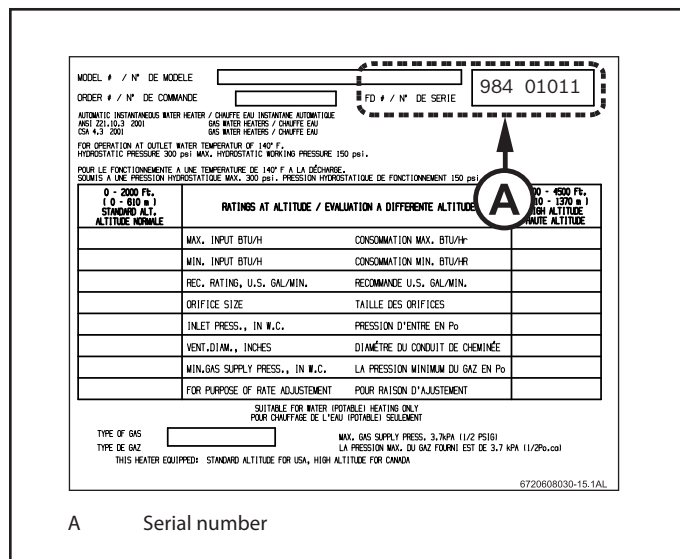 MODEL # / N° DE MODELE
ORDER # / N° DE COMMANDE
FD # / N° DE SERIE
984 01011
AUTOMATIC INSTANTANEOUS WATER HEATER / CHAUFFE EAU INSTANTANE AUTOMATIQUE
ANSI Z21.10.3 2001 GAS WATER HEATERS / CHAUFFE EAU
CSA 4.3 2001 GAS WATER HEATERS / CHAUFFE EAU
FOR OPERATION AT OUTLET WATER TEMPERATUR OF 140° F.
HYDROSTATIC PRESSURE 300 psi MAX. HYDROSTATIC WORKING PRESSURE 150 psi.
POUR LE FONCTIONNEMENTE A UNE TEMPERATURE DE 140° F A LA DÉCHARGE.
SOUMIS A UNE PRESSION HYDROSTATIQUE MAX. 300 psi. PRESSION HYDROSTATIQUE DE FONCTIONNEMENT 150 psi
A
0 - 2000 Ft.
( 0 - 610 m )
STANDARD ALT.
ALTITUDE NORMALE
RATINGS AT ALTITUDE / EVALUATION A DIFFERENTE ALTITUDE
00 - 4500 Ft.
10 - 1370 m )
HIGH ALTITUDE
HAUTE ALTITUDE
MAX. INPUT BTU/H CONSOMMATION MAX. BTU/Hr
MIN. INPUT BTU/H CONSOMMATION MIN. BTU/HR
REC. RATING, U.S. GAL/MIN. RECOMMANDE U.S. GAL/MIN.
ORIFICE SIZE TAILLE DES ORIFICES
INLET PRESS., IN W.C. PRESSION D'ENTRE EN Po
VENT.DIAM., INCHES DIAMÉTRE DU CONDUIT DE CHEMINÉE
MIN.GAS SUPPLY PRESS., IN W.C. LA PRESSION MINIMUM DU GAZ EN Po
FOR PURPOSE OF RATE ADJUSTEMENT POUR RAISON D'AJUSTEMENT
SUITABLE FOR WATER (POTABLE) HEATING ONLY
POUR CHAUFFAGE DE L'EAU (POTABLE) SEULEMENT
TYPE OF GAS
TYPE DE GAZ
MAX. GAS SUPPLY PRESS. 3.7kPA (1/2 PSIG)
LA PRESSION MAX. DU GAZ FOURNI EST DE 3.7 kPA (1/2Po.ca)
THIS HEATER EQUIPPED: STANDARD ALTITUDE FOR USA, HIGH ALTITUDE FOR CANADA
6720608030-15.1AL
A Serial number